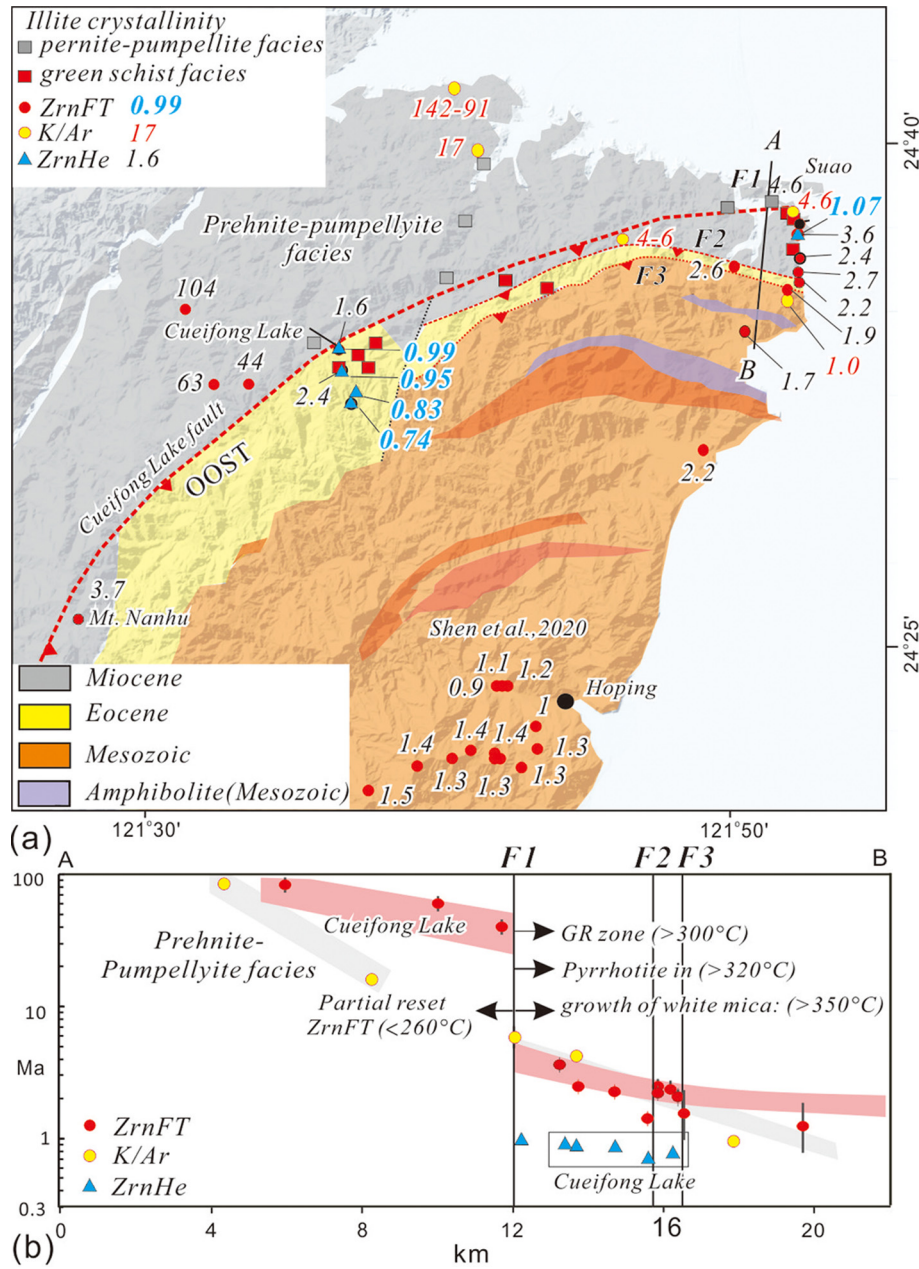 Illite crystallinity
pernite-pumpellite facies
green schist facies
ZrnFT 0.99
K/Ar 17
ZrnHe 1.6
142-91
17
24°40'
A
Suao
F1
4.6
4.6
1.07
3.6
2.4
2.7
2.2
1.9
1.0
Prehnite-pumpellyite
facies
4-6
F2
2.6
F3
B
1.7
104
Cueifong Lake
1.6
44
63
0.99
0.95
2.4
0.83
0.74
Cueifong Lake fault
OOST
2.2
3.7
Mt. Nanhu
Shen et al.,2020
24°25'
1.1
1.2
0.9
Hoping
1
1.4
1.4
1.4
1.3
1.3
1.3
1.3
1.5
Miocene
Eocene
Mesozoic
Amphibolite(Mesozoic)
(a)
121°30'
121°50'
A
F1
F2
F3
B
100
10
Ma
1
0.3
Cueifong Lake
GR zone (>300°C)
Prehnite-
Pumpellyite facies
Pyrrhotite in (>320°C)
Partial reset
ZrnFT (<260°C)
growth of white mica: (>350°C)
ZrnFT
K/Ar
ZrnHe
Cueifong Lake
0
4
8
12
16
20
km
(b)